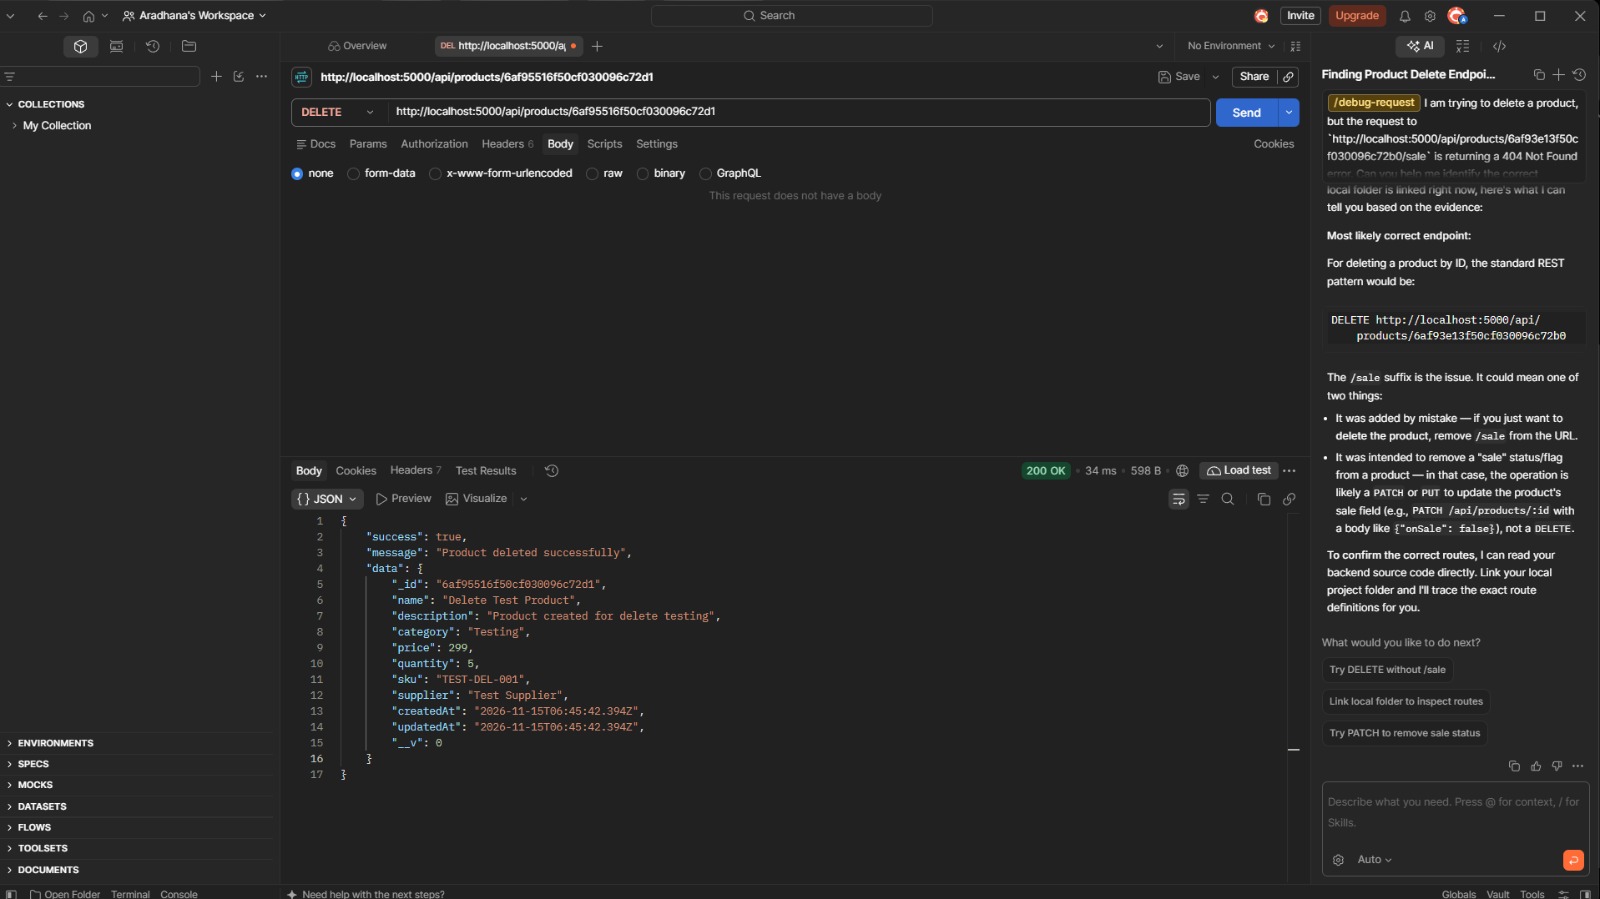 Aradhana's Workspace
Search
Invite
Upgrade
Overview
DEL http://localhost:5000/a
No Environment
AI
http://localhost:5000/api/products/6af95516f50cf030096c72d1
Save
Share
COLLECTIONS
My Collection
DELETE
http://localhost:5000/api/products/6af95516f50cf030096c72d1
Send
Docs
Params
Authorization
Headers 6
Body
Scripts
Settings
Cookies
none
form-data
x-www-form-urlencoded
raw
binary
GraphQL
This request does not have a body
Body
Cookies
Headers 7
Test Results
200 OK
34 ms
598 B
Load test
{ } JSON
Preview
Visualize
1 {
2 "success": true,
3 "message": "Product deleted successfully",
4 "data": {
5 "_id": "6af95516f50cf030096c72d1",
6 "name": "Delete Test Product",
7 "description": "Product created for delete testing",
8 "category": "Testing",
9 "price": 299,
10 "quantity": 5,
11 "sku": "TEST-DEL-001",
12 "supplier": "Test Supplier",
13 "createdAt": "2026-11-15T06:45:42.394Z",
14 "updatedAt": "2026-11-15T06:45:42.394Z",
15 "__v": 0
16 }
17 }
ENVIRONMENTS
SPECS
MOCKS
DATASETS
FLOWS
TOOLSETS
DOCUMENTS
Finding Product Delete Endpoi...
/debug-request I am trying to delete a product,
but the request to
`http://localhost:5000/api/products/6af93e13f50c
f030096c72b0/sale` is returning a 404 Not Found
error. Can you help me identify the correct
local folder is linked right now, here's what I can
tell you based on the evidence:
Most likely correct endpoint:
For deleting a product by ID, the standard REST
pattern would be:
DELETE http://localhost:5000/api/
products/6af93e13f50cf030096c72b0
The /sale suffix is the issue. It could mean one of
two things:
• It was added by mistake — if you just want to
delete the product, remove /sale from the URL.
• It was intended to remove a "sale" status/flag
from a product — in that case, the operation is
likely a PATCH or PUT to update the product's
sale field (e.g., PATCH /api/products/:id with
a body like {"onSale": false}), not a DELETE.
To confirm the correct routes, I can read your
backend source code directly. Link your local
project folder and I'll trace the exact route
definitions for you.
What would you like to do next?
Try DELETE without /sale
Link local folder to inspect routes
Try PATCH to remove sale status
Describe what you need. Press @ for context, / for
Skills.
Auto
Open Folder
Terminal
Console
Need help with the next steps?
Globals
Vault
Tools